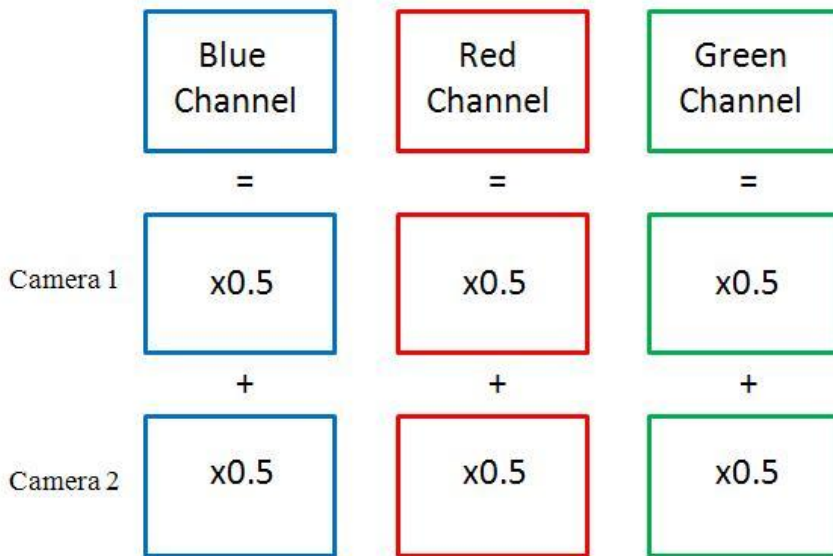 Blue
Channel
Red
Channel
Green
Channel
= = =
Camera 1 x0.5 x0.5 x0.5
+ + +
Camera 2 x0.5 x0.5 x0.5